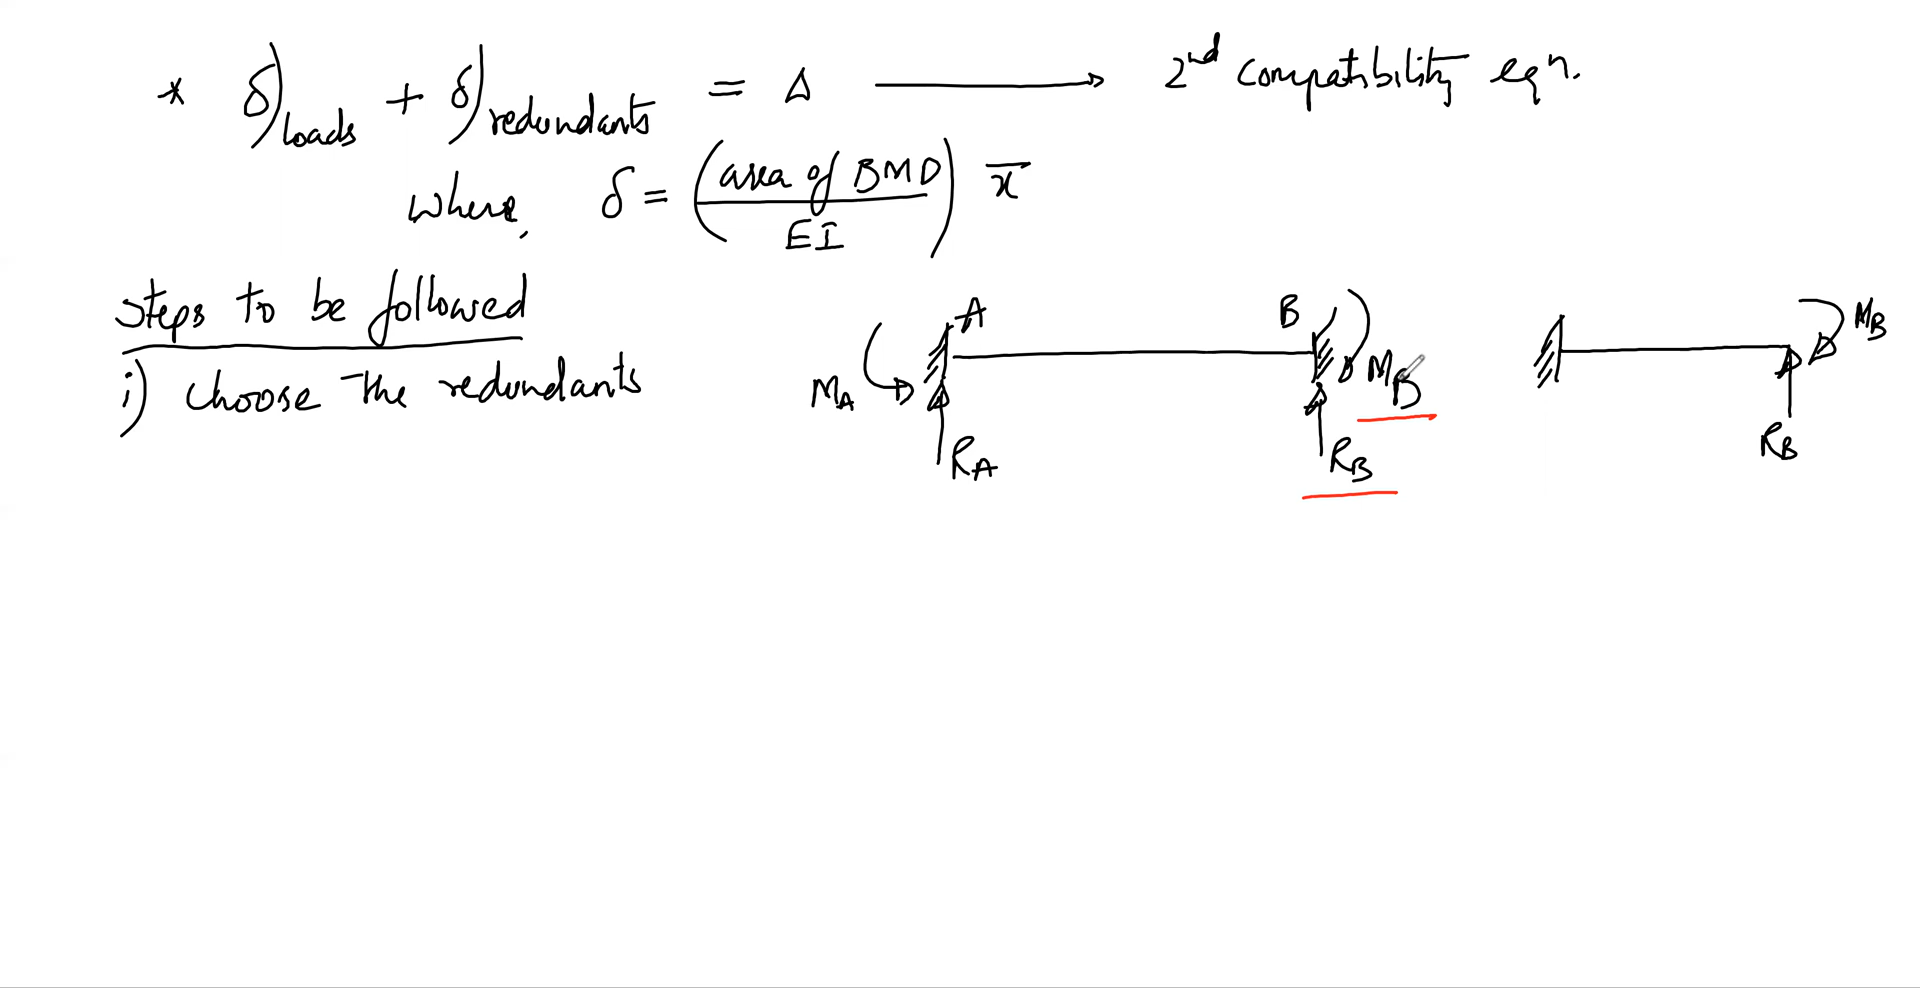 * δ)loads + δ)redundants = Δ → 2nd compatibility eqn.
where, δ = (area of BMD / EI) x̄
Steps to be followed
i) choose the redundants
A B
MA MB
RA RB
MB
RB